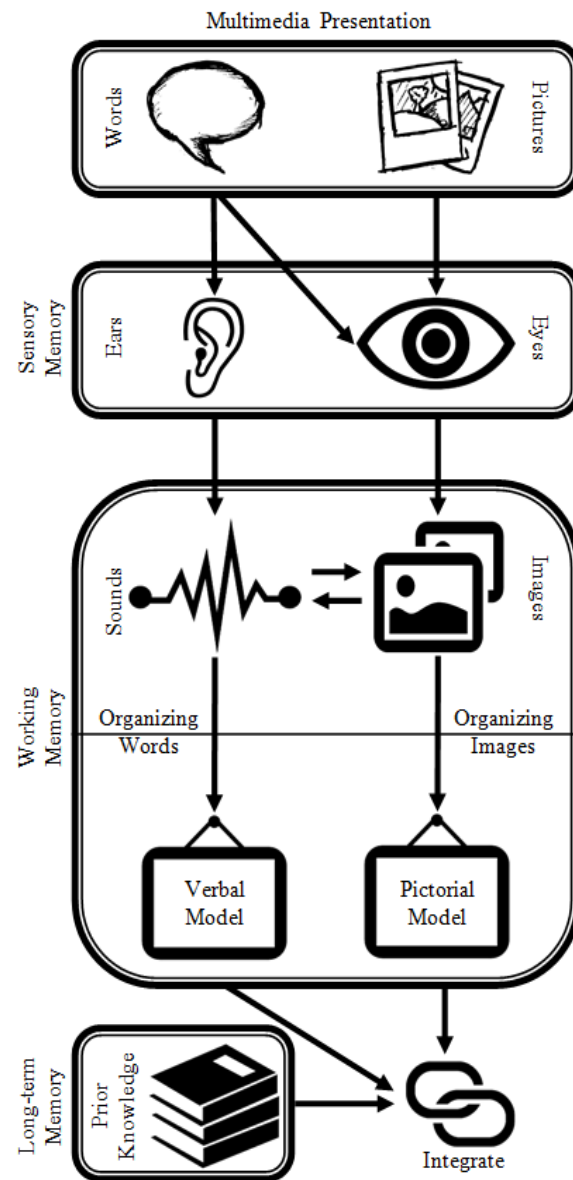 Multimedia Presentation
Words
Pictures
Sensory
Memory
Ears
Eyes
Working
Memory
Sounds
Images
Organizing
Words
Organizing
Images
Verbal
Model
Pictorial
Model
Long-term
Memory
Prior
Knowledge
Integrate